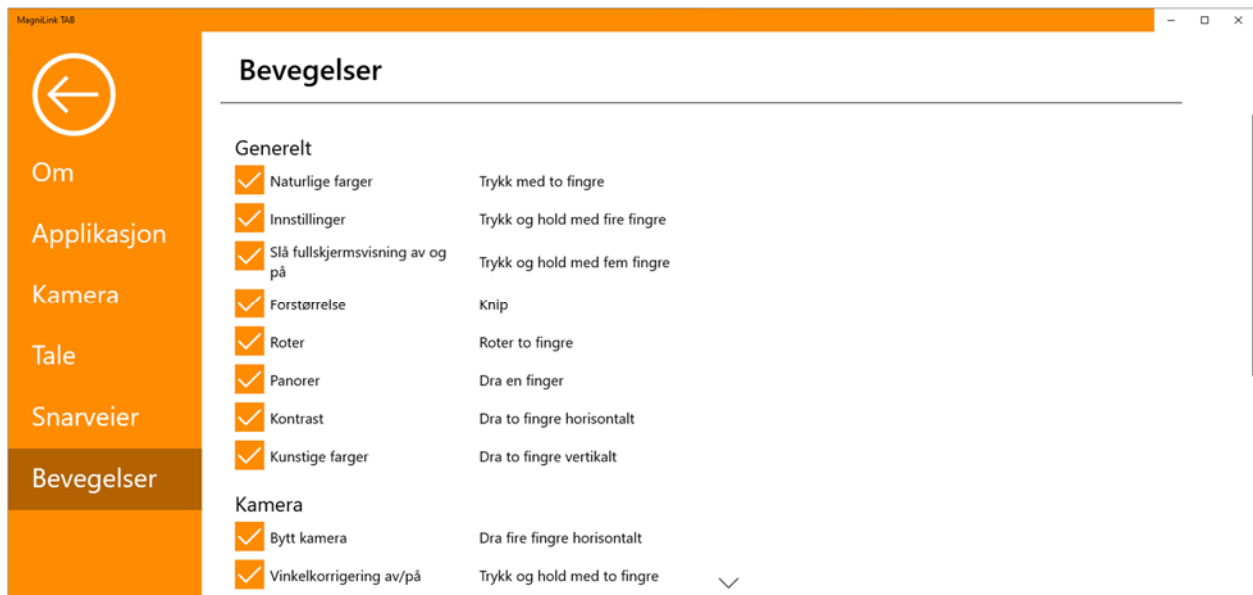 MagniLink TAB
Om
Applikasjon
Kamera
Tale
Snarveier
Bevegelser
Bevegelser
Generelt
Naturlige farger Trykk med to fingre
Innstillinger Trykk og hold med fire fingre
Slå fullskjermsvisning av og
på Trykk og hold med fem fingre
Forstørrelse Knip
Roter Roter to fingre
Panorer Dra en finger
Kontrast Dra to fingre horisontalt
Kunstige farger Dra to fingre vertikalt
Kamera
Bytt kamera Dra fire fingre horisontalt
Vinkelkorrigering av/på Trykk og hold med to fingre